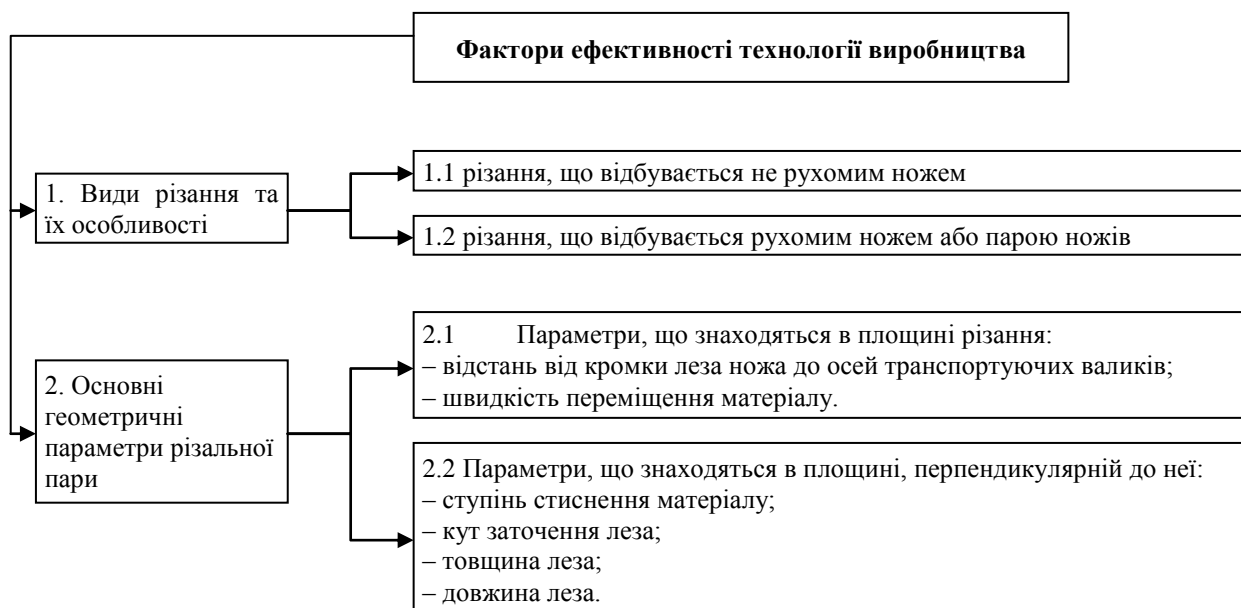 Фактори ефективності технології виробництва
1. Види різання та
їх особливості
1.1 різання, що відбувається не рухомим ножем
1.2 різання, що відбувається рухомим ножем або парою ножів
2. Основні
геометричні
параметри різальної
пари
2.1 Параметри, що знаходяться в площині різання:
– відстань від кромки леза ножа до осей транспортуючих валиків;
– швидкість переміщення матеріалу.
2.2 Параметри, що знаходяться в площині, перпендикулярній до неї:
– ступінь стиснення матеріалу;
– кут заточення леза;
– товщина леза;
– довжина леза.